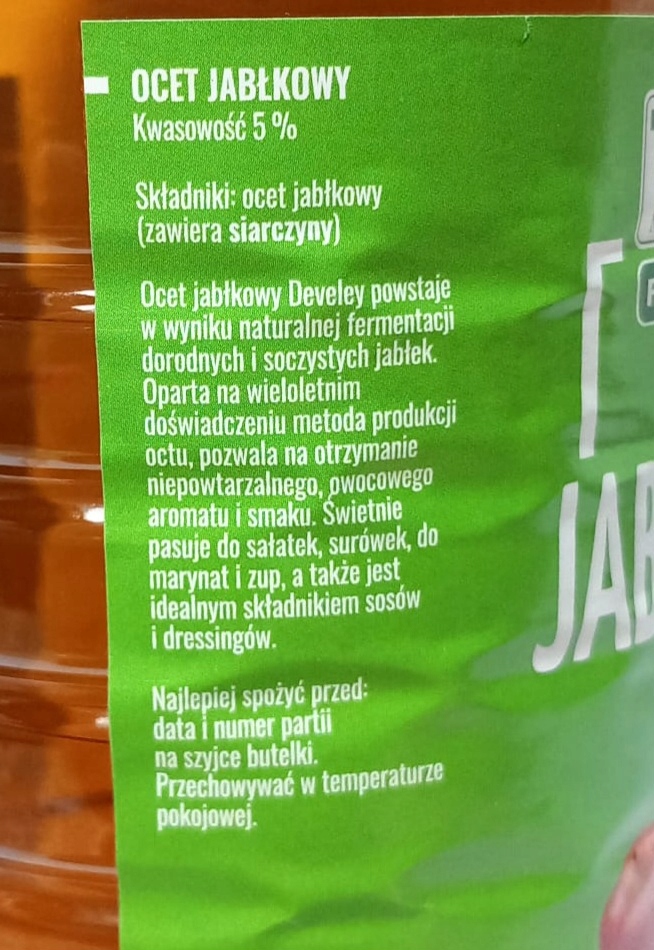 OCET JABŁKOWY
Kwasowość 5 %
Składniki: ocet jabłkowy
(zawiera siarczyny)
Ocet jabłkowy Develey powstaje
w wyniku naturalnej fermentacji
dorodnych i soczystych jabłek.
Oparta na wieloletnim
doświadczeniu metoda produkcji
octu, pozwala na otrzymanie
niepowtarzalnego, owocowego
aromatu i smaku. Świetnie
pasuje do sałatek, surówek, do
marynat i zup, a także jest
idealnym składnikiem sosów
i dressingów.
Najlepiej spożyć przed:
data i numer partii
na szyjce butelki.
Przechowywać w temperaturze
pokojowej.